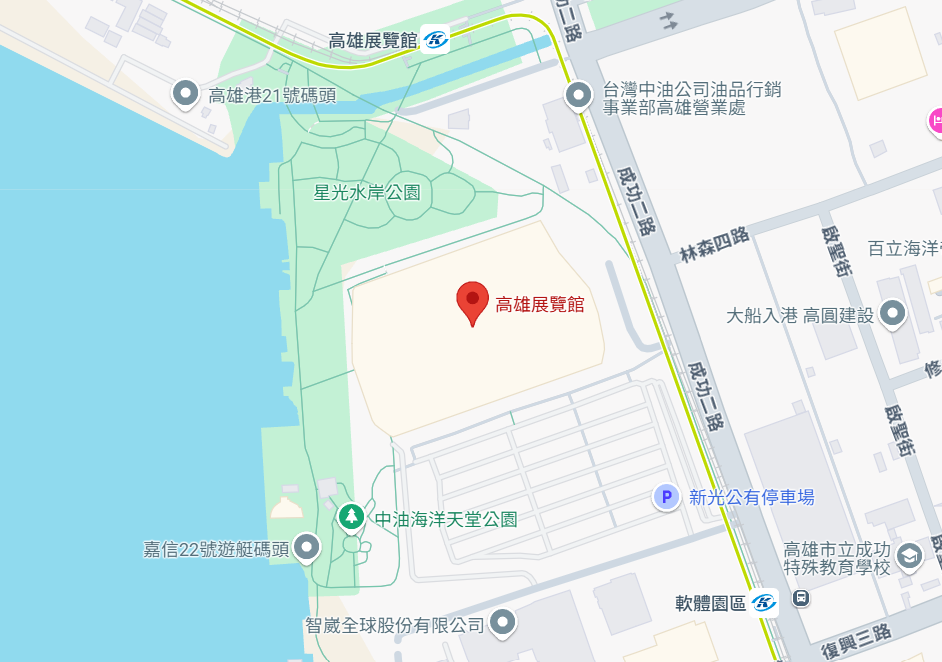 成功二路
高雄展覽館
高雄港21號碼頭
台灣中油公司油品行銷
事業部高雄營業處
星光水岸公園
成功二路
林森四路
啟聖街
百立海洋
高雄展覽館
大船入港 高圓建設
修
成功二路
啟聖街
P
新光公有停車場
中油海洋天堂公園
嘉信22號遊艇碼頭
高雄市立成功
特殊教育學校
軟體園區
智崴全球股份有限公司
復興三路